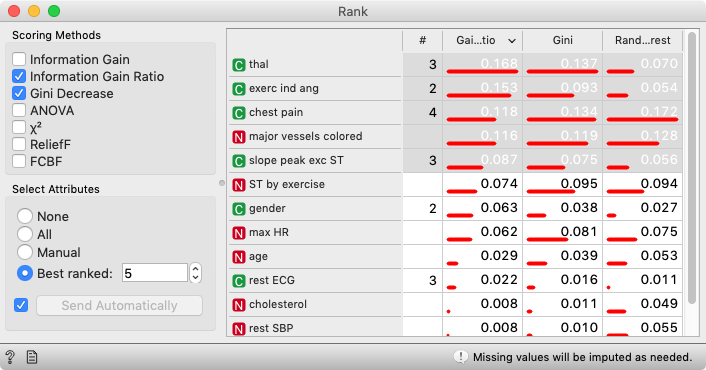 Rank
Scoring Methods
Information Gain
Information Gain Ratio
Gini Decrease
ANOVA
χ²
ReliefF
FCBF
Select Attributes
None
All
Manual
Best ranked: 5
Send Automatically
# Gai...tio Gini Rand...rest
C thal 3 0.168 0.137 0.070
C exerc ind ang 2 0.153 0.093 0.054
C chest pain 4 0.118 0.134 0.172
N major vessels colored 0.116 0.119 0.128
C slope peak exc ST 3 0.087 0.075 0.056
N ST by exercise 0.074 0.095 0.094
C gender 2 0.063 0.038 0.027
N max HR 0.062 0.081 0.075
N age 0.029 0.039 0.053
C rest ECG 3 0.022 0.016 0.011
N cholesterol 0.008 0.011 0.049
N rest SBP 0.008 0.010 0.055
? Missing values will be imputed as needed.